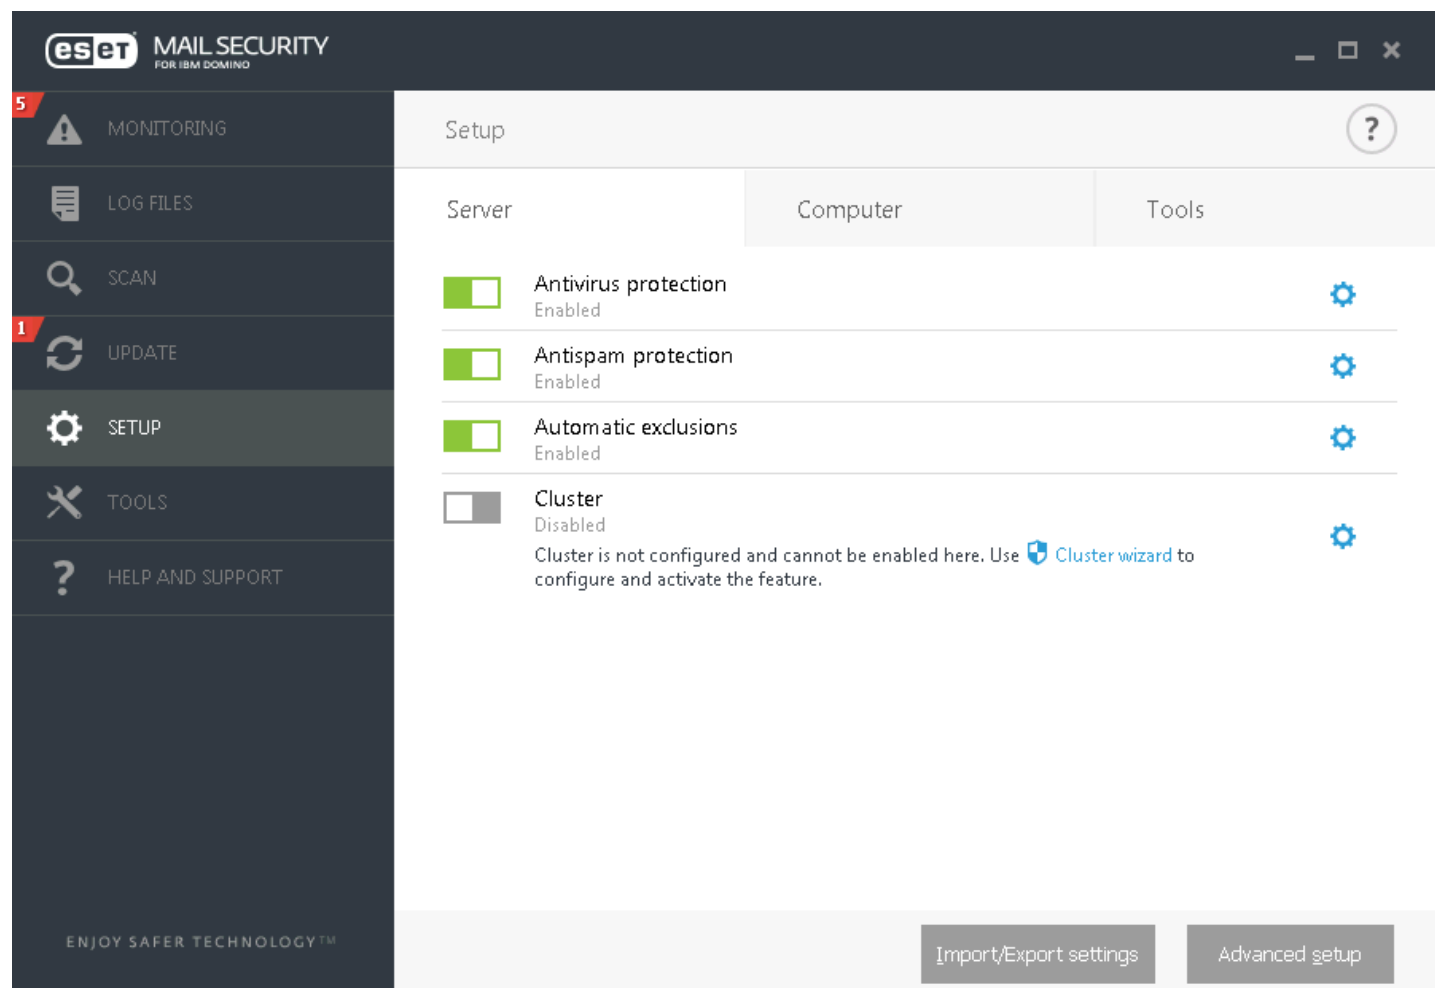 eset MAIL SECURITY
FOR IBM DOMINO
5
MONITORING
LOG FILES
SCAN
1
UPDATE
SETUP
TOOLS
? HELP AND SUPPORT
ENJOY SAFER TECHNOLOGY™
Setup ?
Server Computer Tools
Antivirus protection
Enabled
Antispam protection
Enabled
Automatic exclusions
Enabled
Cluster
Disabled
Cluster is not configured and cannot be enabled here. Use Cluster wizard to
configure and activate the feature.
Import/Export settings Advanced setup